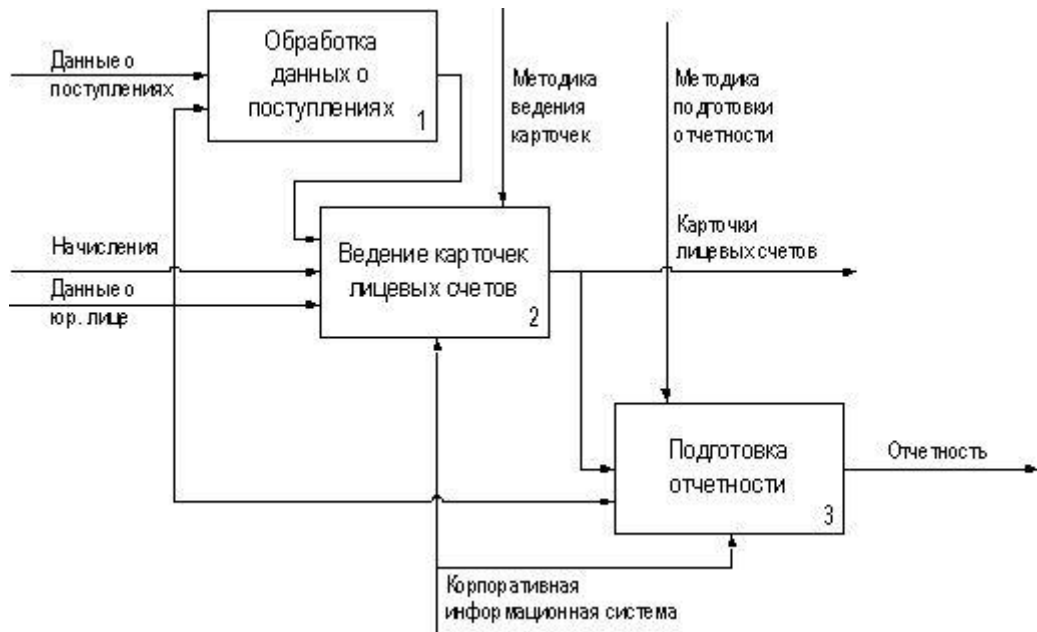 Обработка
данных о
поступлениях
1
Данные о
поступлениях
Методика
ведения
карточек
Методика
подготовки
отчетности
Начисления
Данные о
юр. лице
Ведение карточек
лицевых счетов
2
Карточки
лицевых счетов
Подготовка
отчетности
3
Отчетность
Корпоративная
информационная система